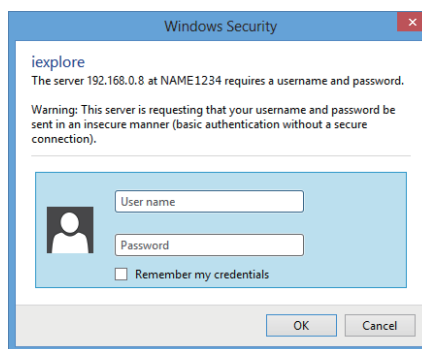 Windows Security
iexplore
The server 192.168.0.8 at NAME1234 requires a username and password.
Warning: This server is requesting that your username and password be
sent in an insecure manner (basic authentication without a secure
connection).
User name
Password
Remember my credentials
OK Cancel